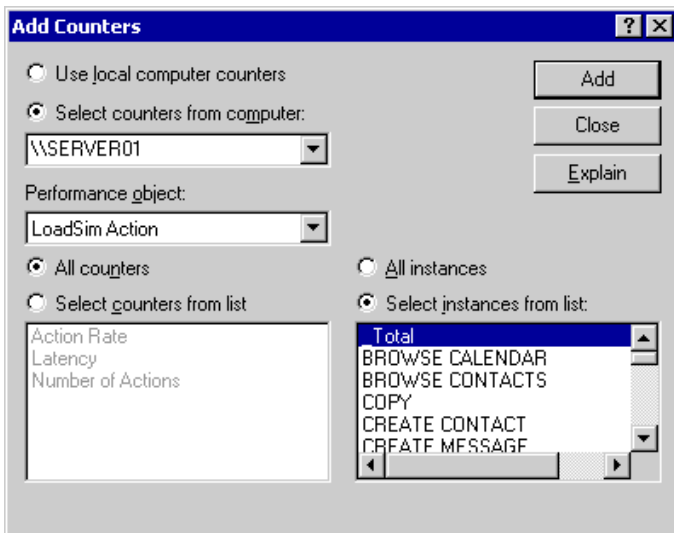 Add Counters
Use local computer counters
Select counters from computer:
\\SERVER01
Performance object:
LoadSim Action
All counters
Select counters from list
Action Rate
Latency
Number of Actions
Add
Close
Explain
All instances
Select instances from list:
_Total
BROWSE CALENDAR
BROWSE CONTACTS
COPY
CREATE CONTACT
CREATE MESSAGE